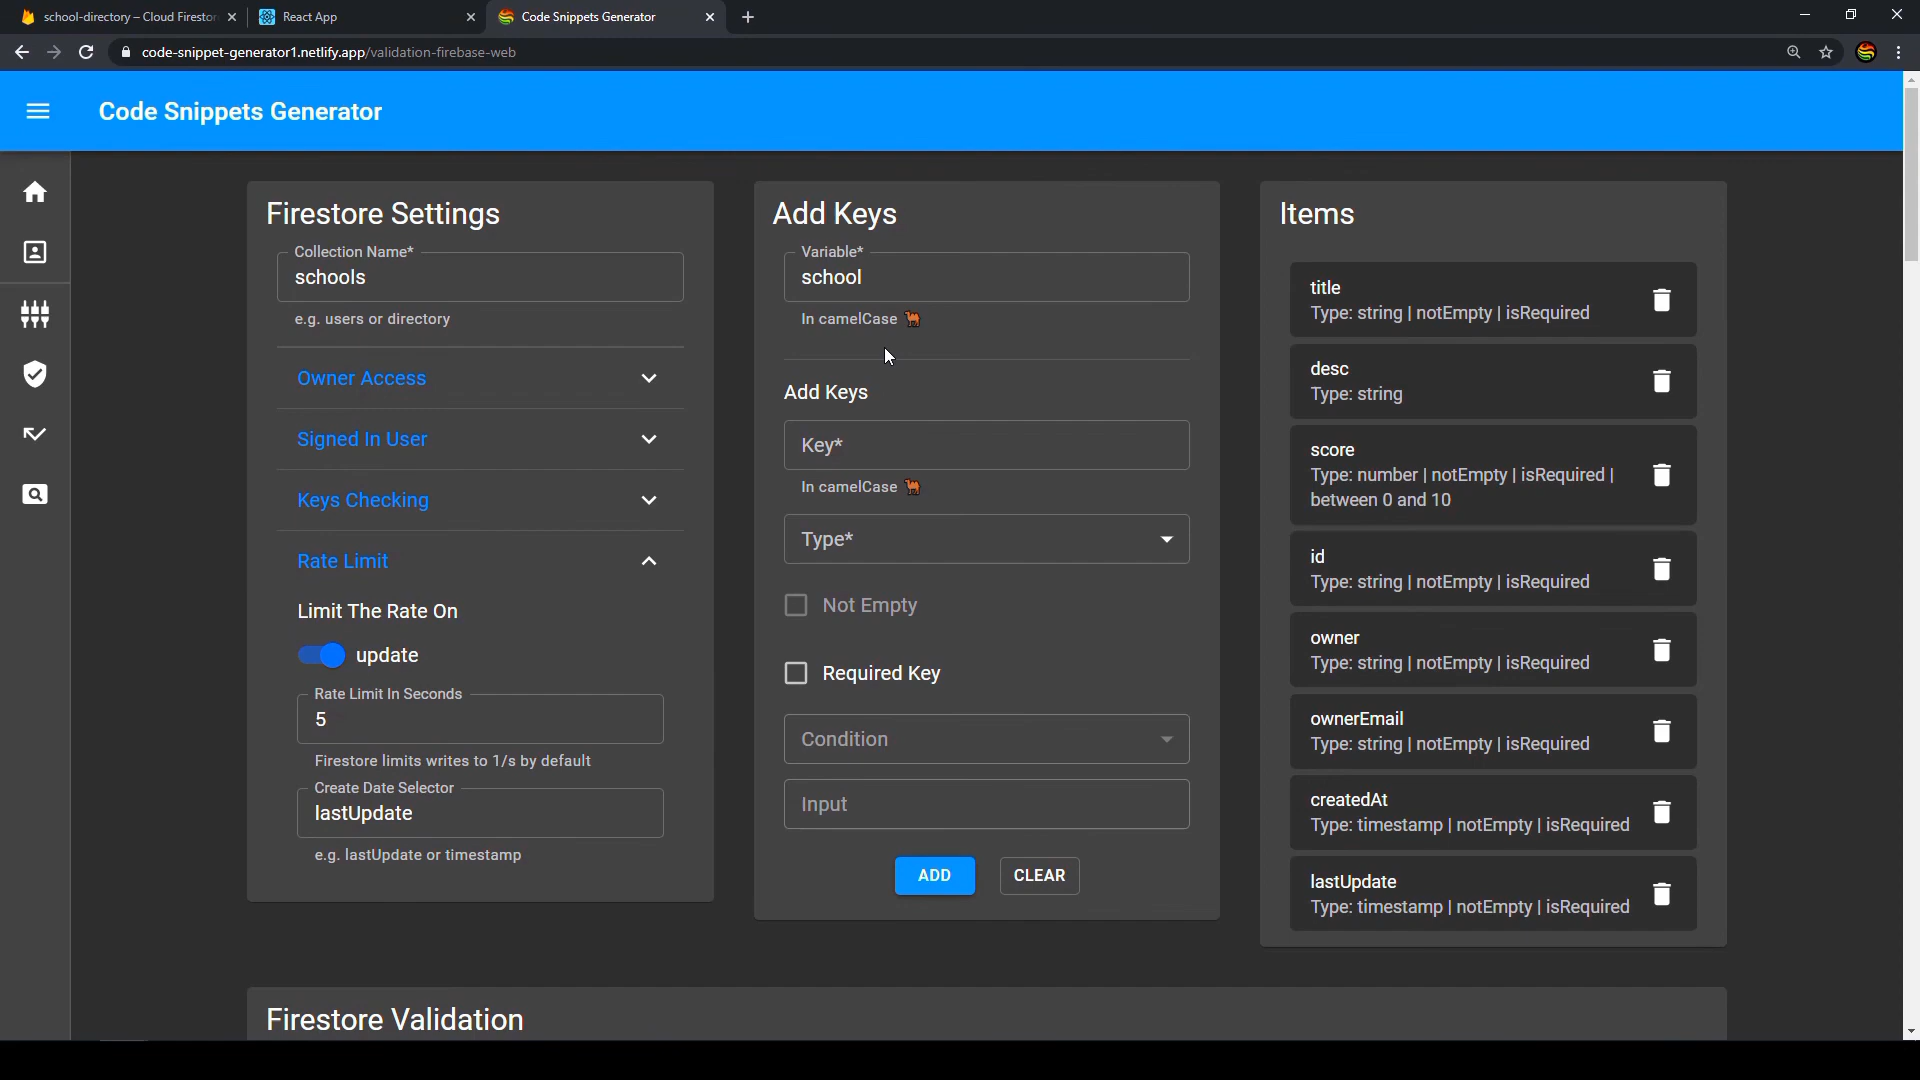 school-directory – Cloud Firestor
React App
Code Snippets Generator
code-snippet-generator1.netlify.app/validation-firebase-web
Code Snippets Generator
Firestore Settings
Collection Name*
schools
e.g. users or directory
Owner Access
Signed In User
Keys Checking
Rate Limit
Limit The Rate On
update
Rate Limit In Seconds
5
Firestore limits writes to 1/s by default
Create Date Selector
lastUpdate
e.g. lastUpdate or timestamp
Add Keys
Variable*
school
In camelCase 🐪
Add Keys
Key*
In camelCase 🐪
Type*
Not Empty
Required Key
Condition
Input
ADD
CLEAR
Items
title
Type: string | notEmpty | isRequired
desc
Type: string
score
Type: number | notEmpty | isRequired |
between 0 and 10
id
Type: string | notEmpty | isRequired
owner
Type: string | notEmpty | isRequired
ownerEmail
Type: string | notEmpty | isRequired
createdAt
Type: timestamp | notEmpty | isRequired
lastUpdate
Type: timestamp | notEmpty | isRequired
Firestore Validation